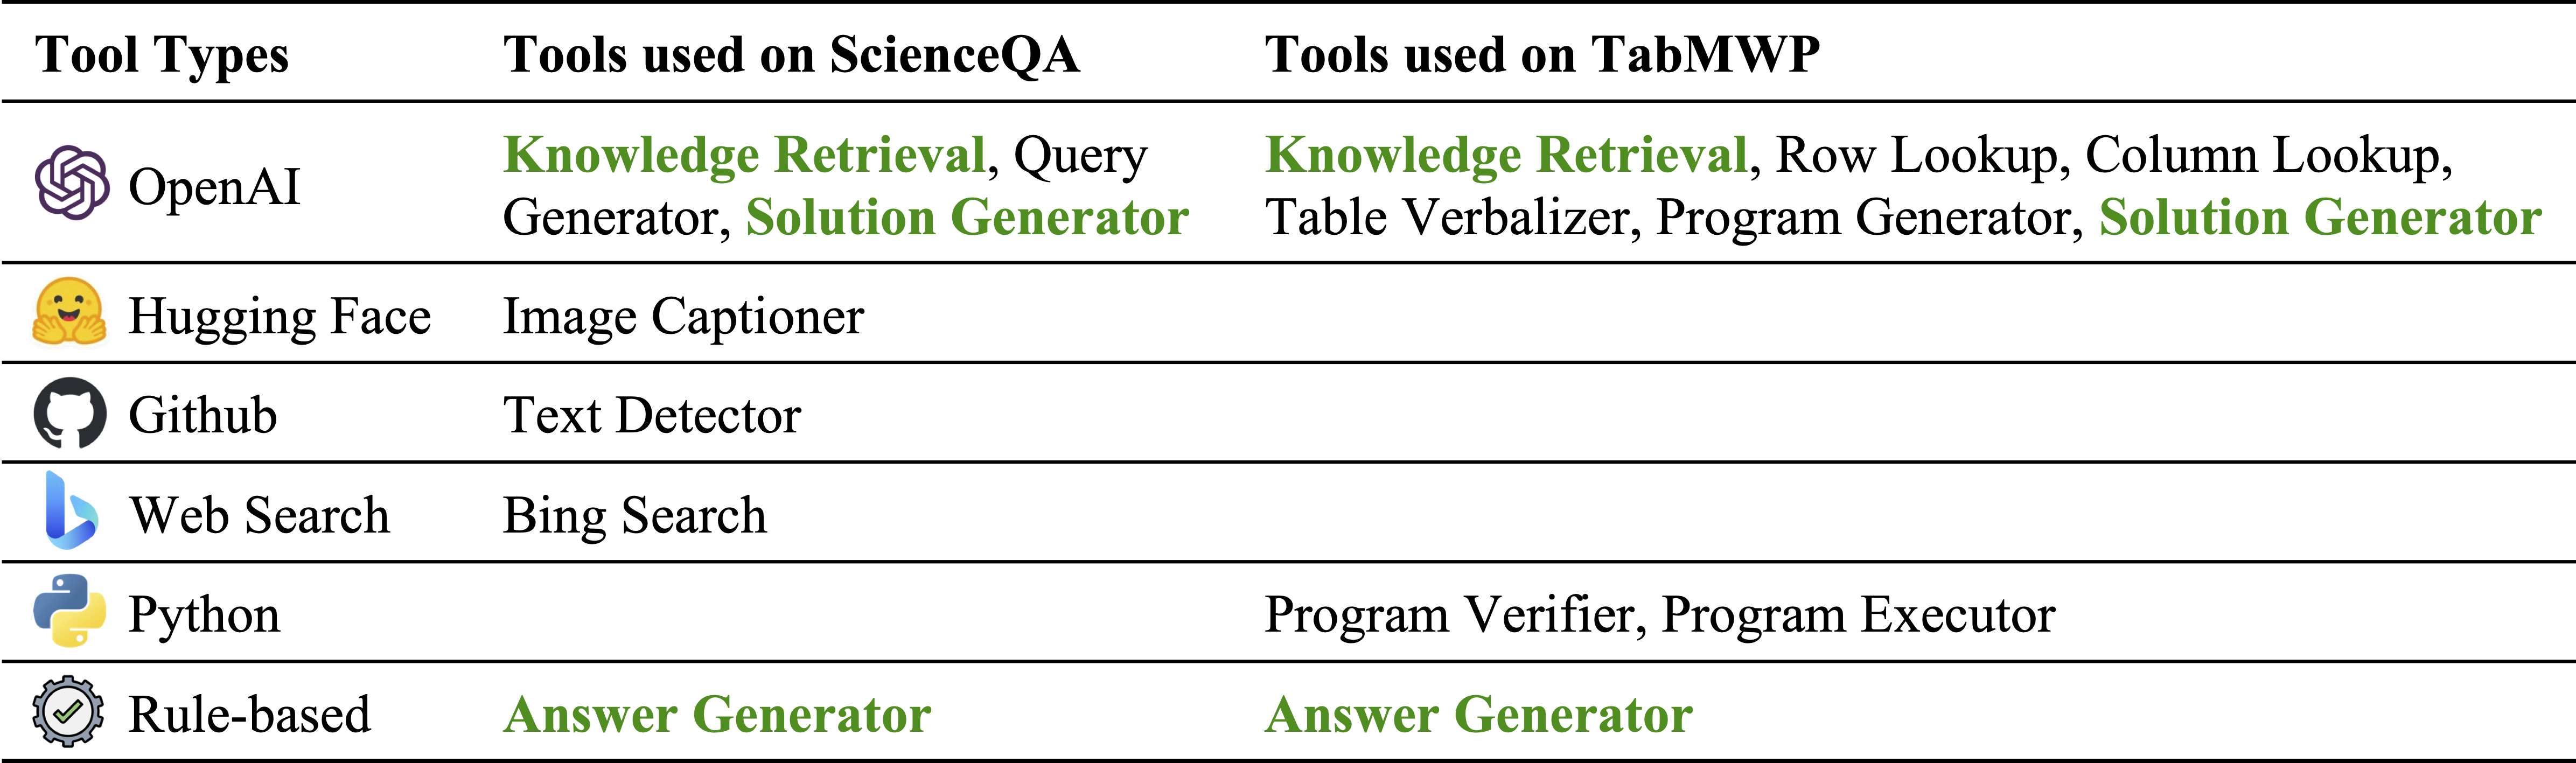 Tool Types Tools used on ScienceQA Tools used on TabMWP
OpenAI
Knowledge Retrieval, Query
Generator, Solution Generator
Knowledge Retrieval, Row Lookup, Column Lookup,
Table Verbalizer, Program Generator, Solution Generator
Hugging Face Image Captioner
Github Text Detector
Web Search Bing Search
Python Program Verifier, Program Executor
Rule-based Answer Generator Answer Generator